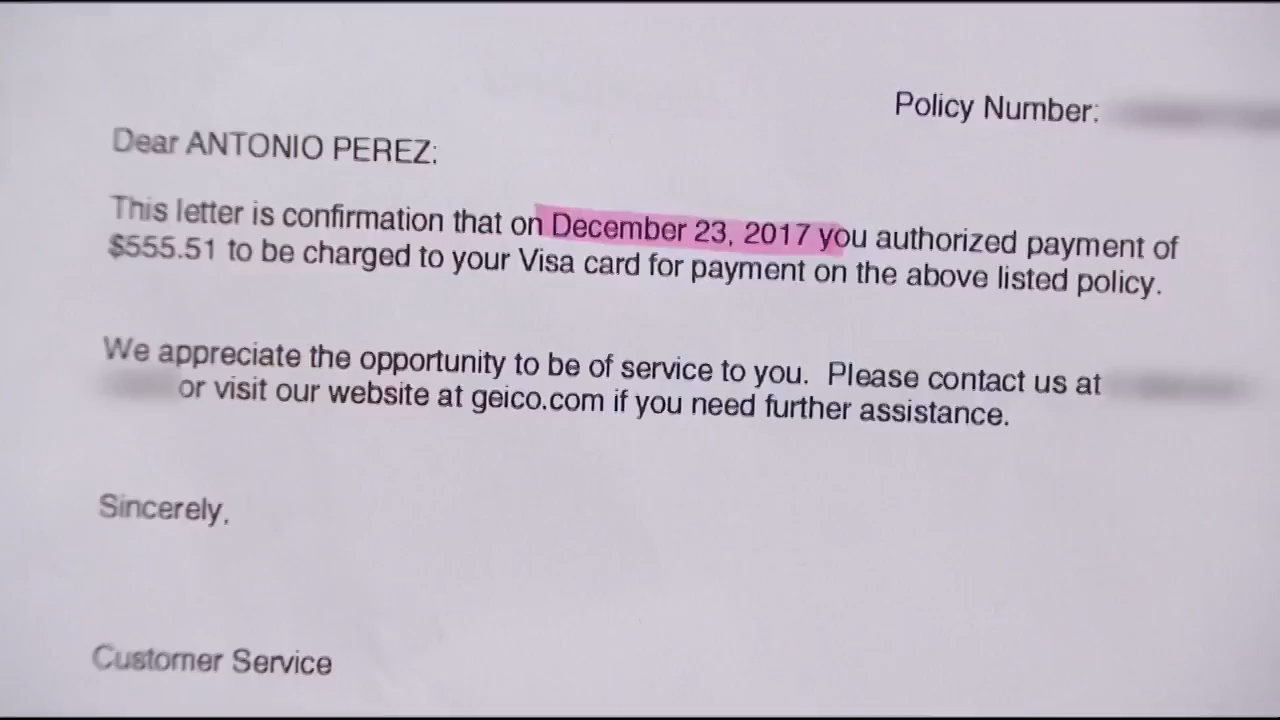 Policy Number:
Dear ANTONIO PEREZ:
This letter is confirmation that on December 23, 2017 you authorized payment of
$555.51 to be charged to your Visa card for payment on the above listed policy.
We appreciate the opportunity to be of service to you. Please contact us at
or visit our website at geico.com if you need further assistance.
Sincerely,
Customer Service